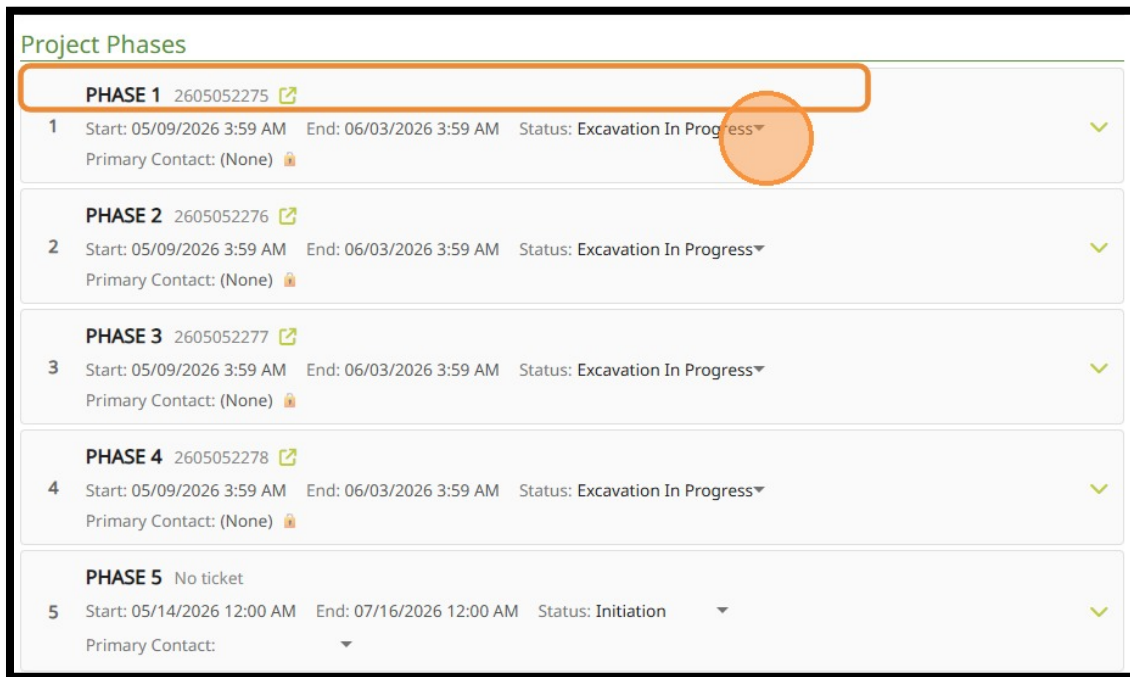 Project Phases
PHASE 1 2605052275
1 Start: 05/09/2026 3:59 AM End: 06/03/2026 3:59 AM Status: Excavation In Progress
Primary Contact: (None)
PHASE 2 2605052276
2 Start: 05/09/2026 3:59 AM End: 06/03/2026 3:59 AM Status: Excavation In Progress
Primary Contact: (None)
PHASE 3 2605052277
3 Start: 05/09/2026 3:59 AM End: 06/03/2026 3:59 AM Status: Excavation In Progress
Primary Contact: (None)
PHASE 4 2605052278
4 Start: 05/09/2026 3:59 AM End: 06/03/2026 3:59 AM Status: Excavation In Progress
Primary Contact: (None)
PHASE 5 No ticket
5 Start: 05/14/2026 12:00 AM End: 07/16/2026 12:00 AM Status: Initiation
Primary Contact: